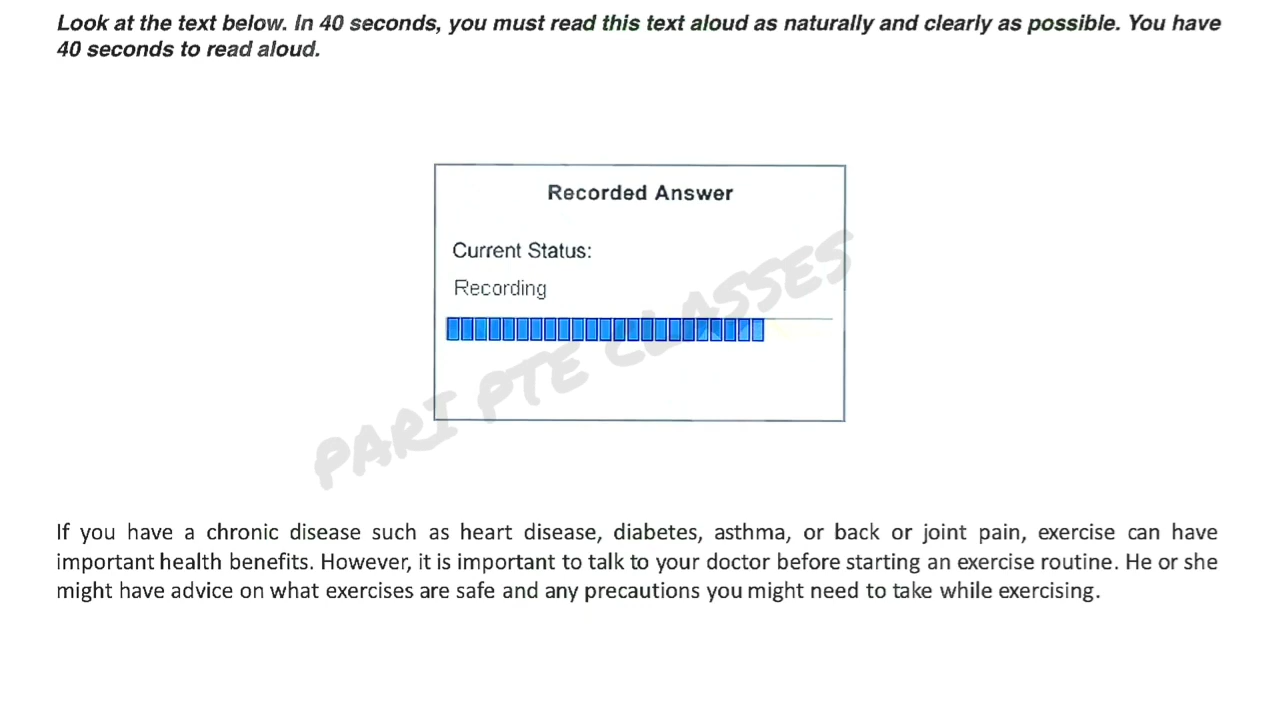 Look at the text below. In 40 seconds, you must read this text aloud as naturally and clearly as possible. You have
40 seconds to read aloud.
Recorded Answer
Current Status:
Recording
PARI PTE CLASSES
If you have a chronic disease such as heart disease, diabetes, asthma, or back or joint pain, exercise can have
important health benefits. However, it is important to talk to your doctor before starting an exercise routine. He or she
might have advice on what exercises are safe and any precautions you might need to take while exercising.